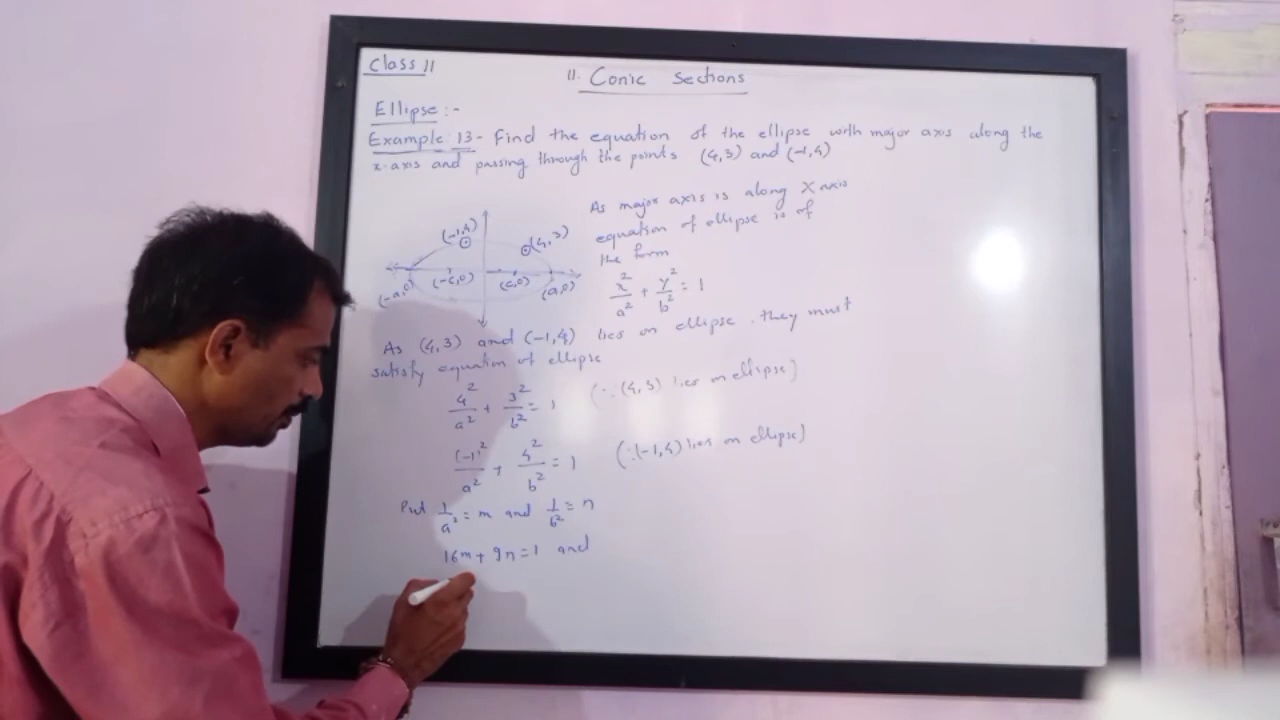 Class 11
11. Conic Sections
Ellipse:-
Example: 13- Find the equation of the ellipse with major axis along the
x-axis and passing through the points (4,3) and (-1,4)
As major axis is along X axis
equation of ellipse is of
the form
x²/a² + y²/b² = 1
(-1,4)
(4,3)
(-a,0)
(-c,0)
(c,0)
(a,0)
As (4,3) and (-1,4) lies on ellipse. they must
satisfy equation of ellipse
4²/a² + 3²/b² = 1 (∵ (4,3) lies on ellipse)
(-1)²/a² + 4²/b² = 1 (∵ (-1,4) lies on ellipse)
Put 1/a² = m and 1/b² = n
16m + 9n = 1 and